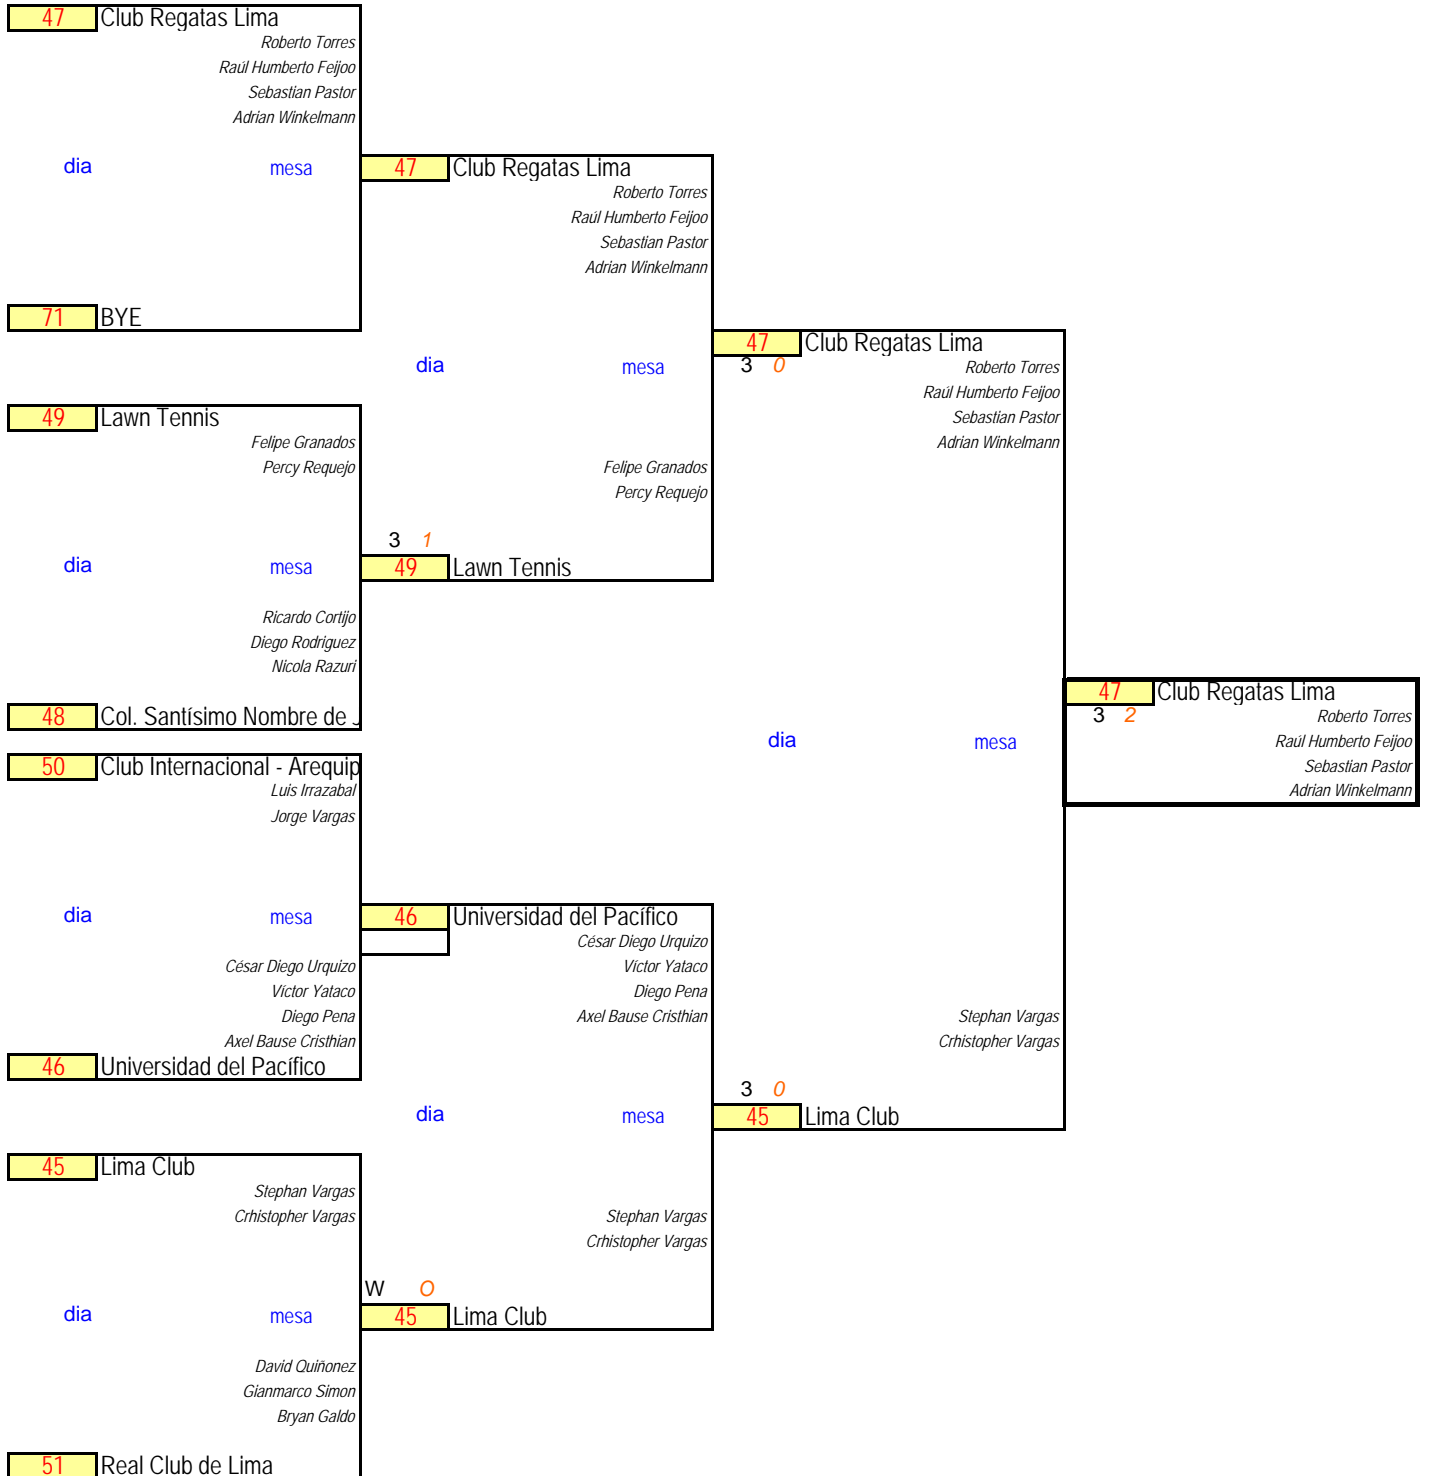 47 Club Regatas Lima
Roberto Torres
Raúl Humberto Feijoo
Sebastian Pastor
Adrian Winkelmann
dia mesa 47 Club Regatas Lima
Roberto Torres
Raúl Humberto Feijoo
Sebastian Pastor
Adrian Winkelmann
71 BYE
47 Club Regatas Lima
dia mesa 3 0 Roberto Torres
Raúl Humberto Feijoo
49 Lawn Tennis Sebastian Pastor
Felipe Granados Adrian Winkelmann
Percy Requejo Felipe Granados
Percy Requejo
3 1
dia mesa 49 Lawn Tennis
Ricardo Cortijo
Diego Rodriguez
Nicola Razuri
47 Club Regatas Lima
48 Col. Santísimo Nombre de J 3 2 Roberto Torres
dia mesa Raúl Humberto Feijoo
50 Club Internacional - Arequip Sebastian Pastor
Luis Irrazabal Adrian Winkelmann
Jorge Vargas
dia mesa 46 Universidad del Pacífico
César Diego Urquizo
César Diego Urquizo Víctor Yataco
Víctor Yataco Diego Pena
Diego Pena Axel Bause Cristhian Stephan Vargas
Axel Bause Cristhian Crhistopher Vargas
46 Universidad del Pacífico
3 0
dia mesa 45 Lima Club
45 Lima Club
Stephan Vargas
Crhistopher Vargas Stephan Vargas
Crhistopher Vargas
W O
dia mesa 45 Lima Club
David Quiñonez
Gianmarco Simon
Bryan Galdo
51 Real Club de Lima